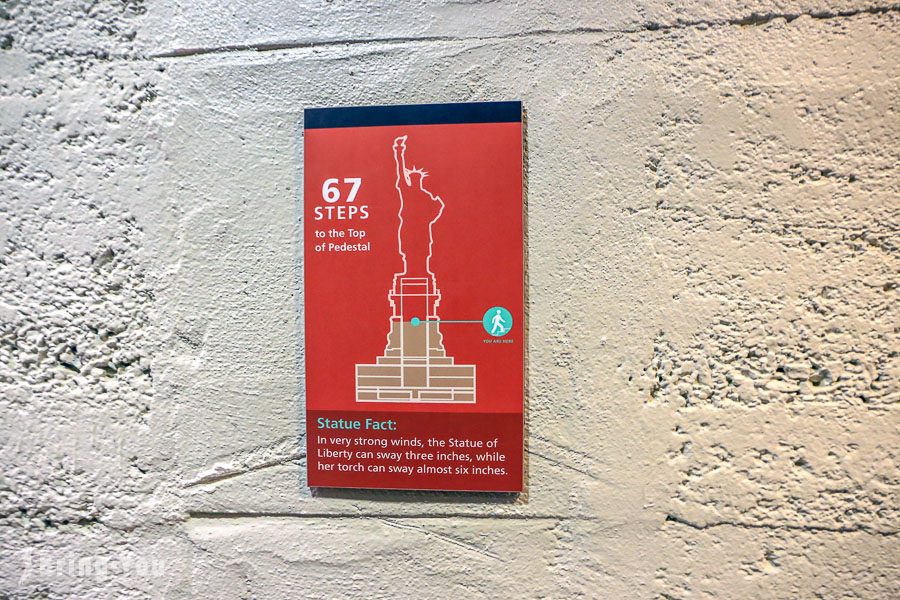 67
STEPS
to the Top
of Pedestal
YOU ARE HERE
Statue Fact:
In very strong winds, the Statue of
Liberty can sway three inches, while
her torch can sway almost six inches.